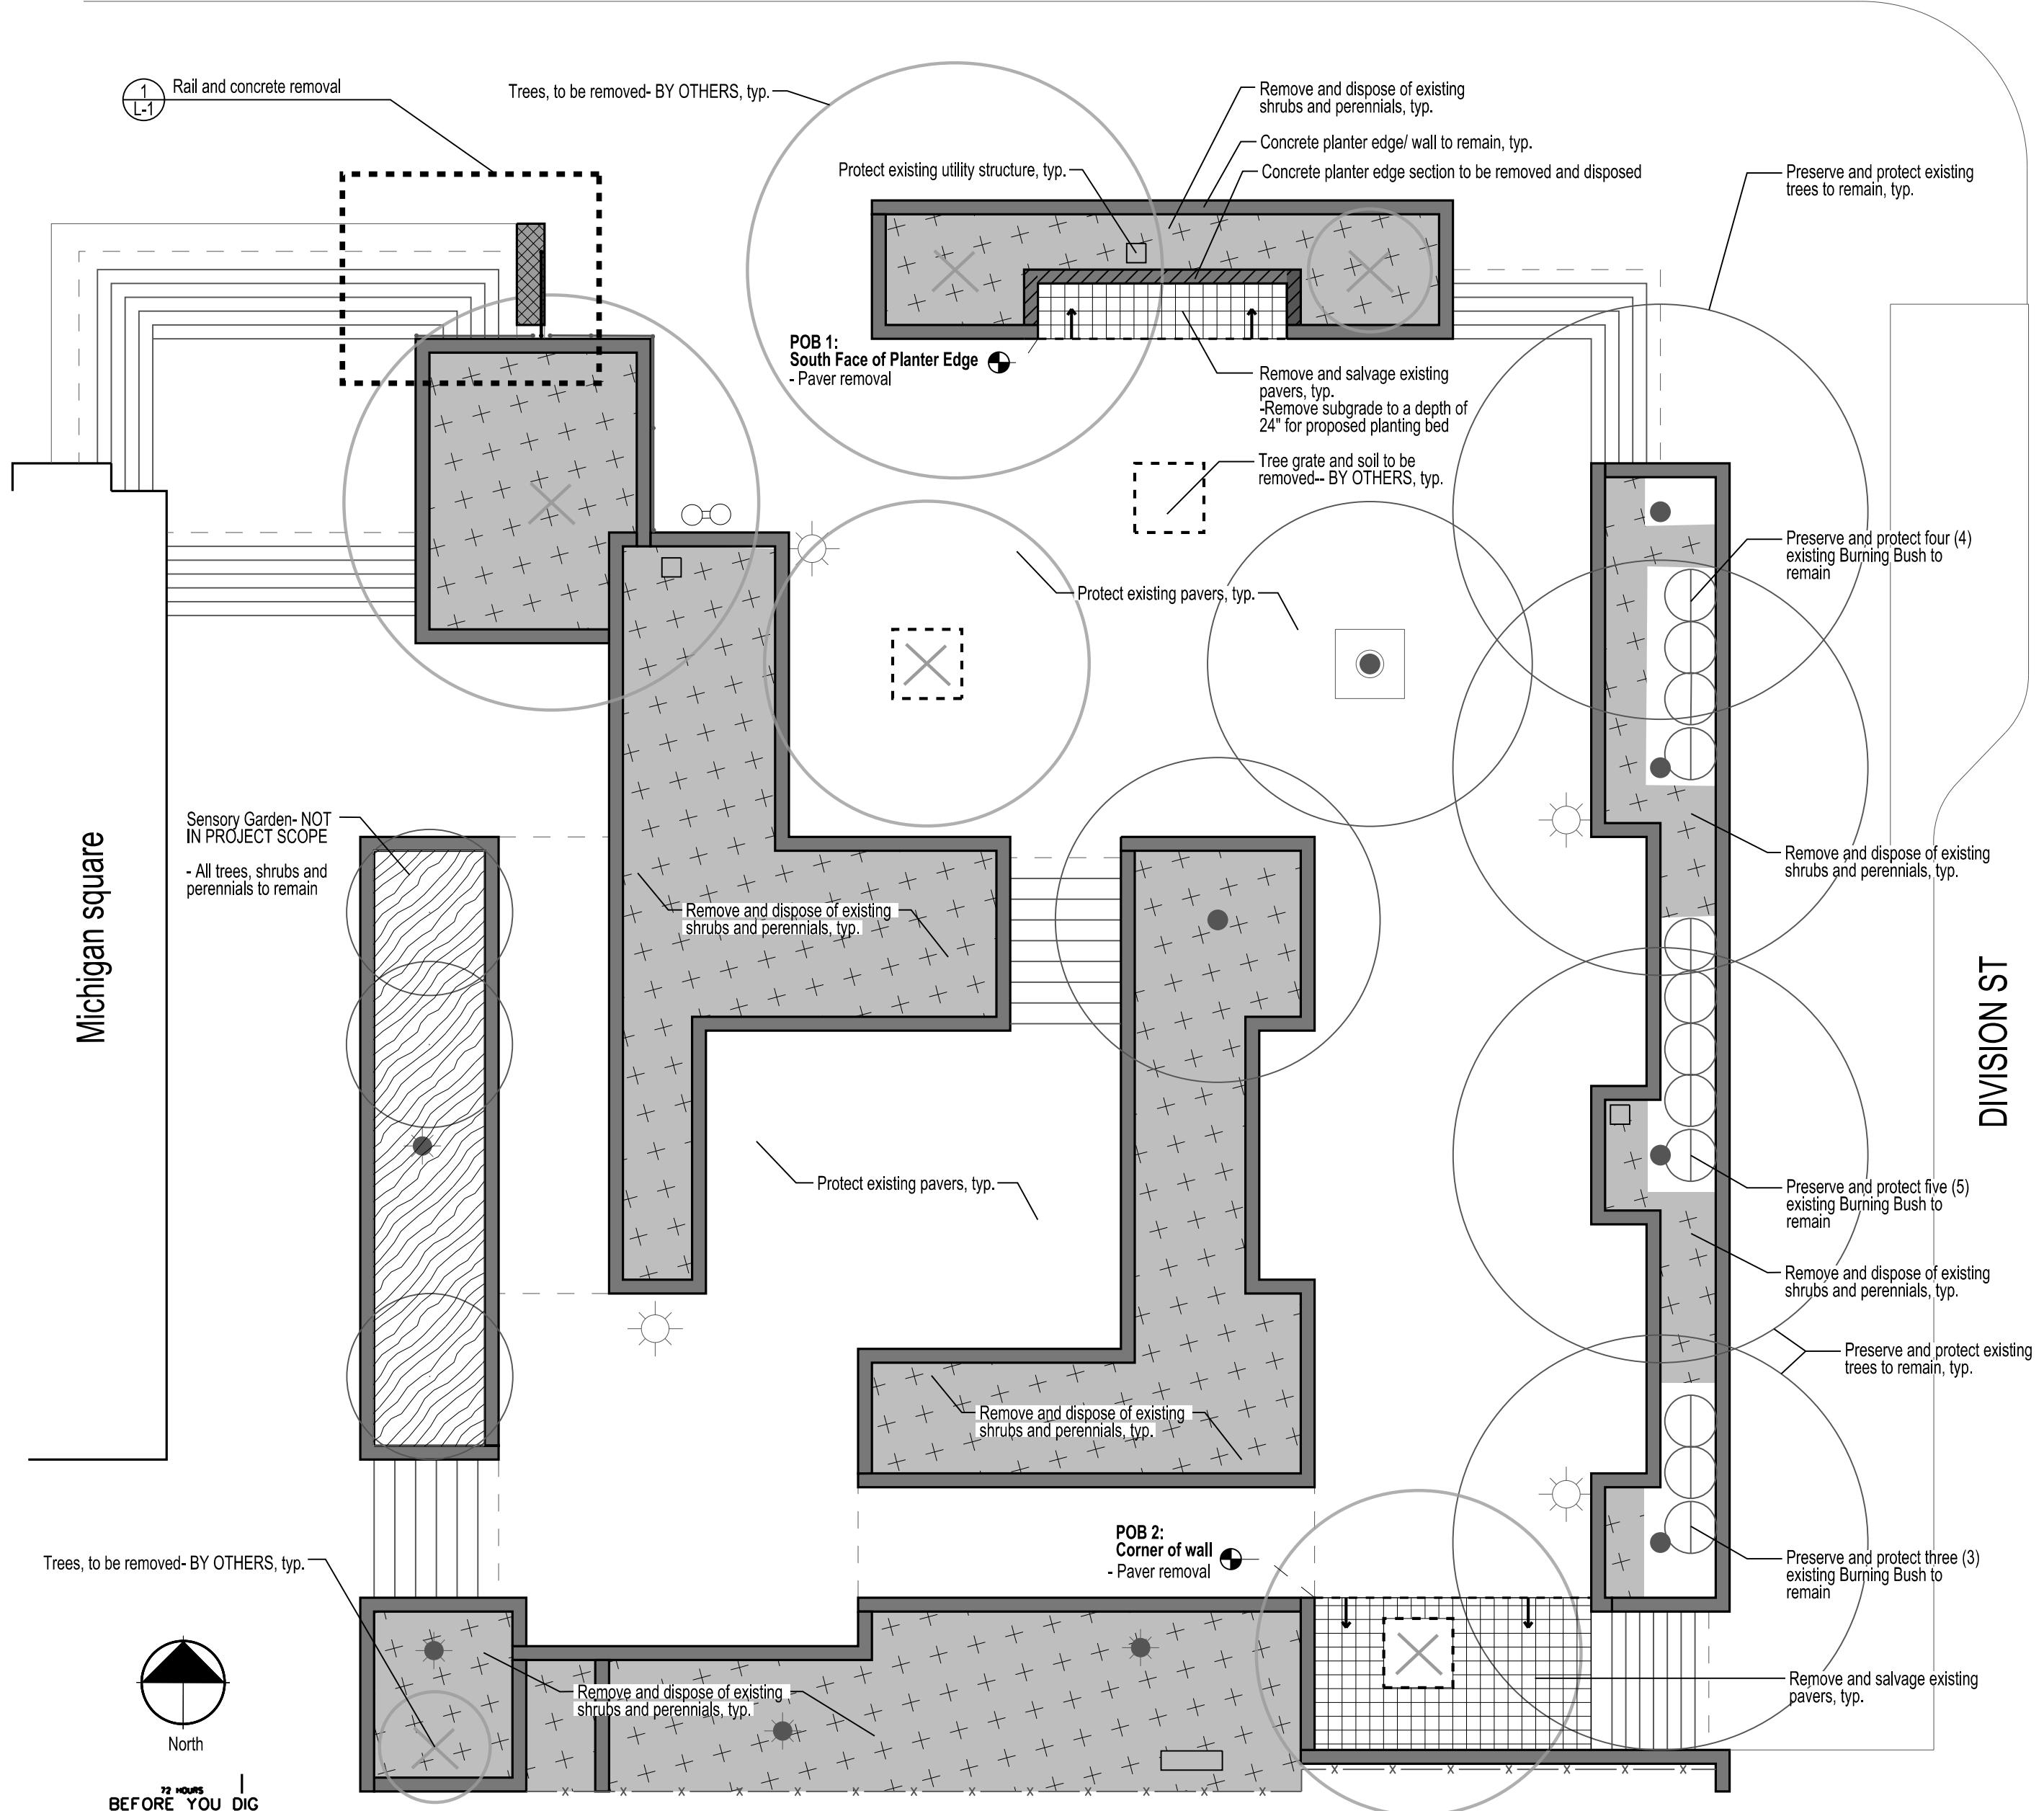 1
L-1
Rail and concrete removal
Trees, to be removed- BY OTHERS, typ.
Remove and dispose of existing
shrubs and perennials, typ.
Concrete planter edge/ wall to remain, typ.
Protect existing utility structure, typ.
Concrete planter edge section to be removed and disposed
Preserve and protect existing
trees to remain, typ.
POB 1:
South Face of Planter Edge
- Paver removal
Remove and salvage existing
pavers, typ.
-Remove subgrade to a depth of
24" for proposed planting bed
Tree grate and soil to be
removed-- BY OTHERS, typ.
Preserve and protect four (4)
existing Burning Bush to
remain
Protect existing pavers, typ.
Sensory Garden- NOT
IN PROJECT SCOPE
- All trees, shrubs and
perennials to remain
Michigan square
Remove and dispose of existing
shrubs and perennials, typ.
Remove and dispose of existing
shrubs and perennials, typ.
DIVISION ST
Protect existing pavers, typ.
Preserve and protect five (5)
existing Burning Bush to
remain
Remove and dispose of existing
shrubs and perennials, typ.
Preserve and protect existing
trees to remain, typ.
Remove and dispose of existing
shrubs and perennials, typ.
POB 2:
Corner of wall
- Paver removal
Trees, to be removed- BY OTHERS, typ.
Preserve and protect three (3)
existing Burning Bush to
remain
Remove and salvage existing
pavers, typ.
Remove and dispose of existing
shrubs and perennials, typ.
North
72 HOURS
BEFORE YOU DIG